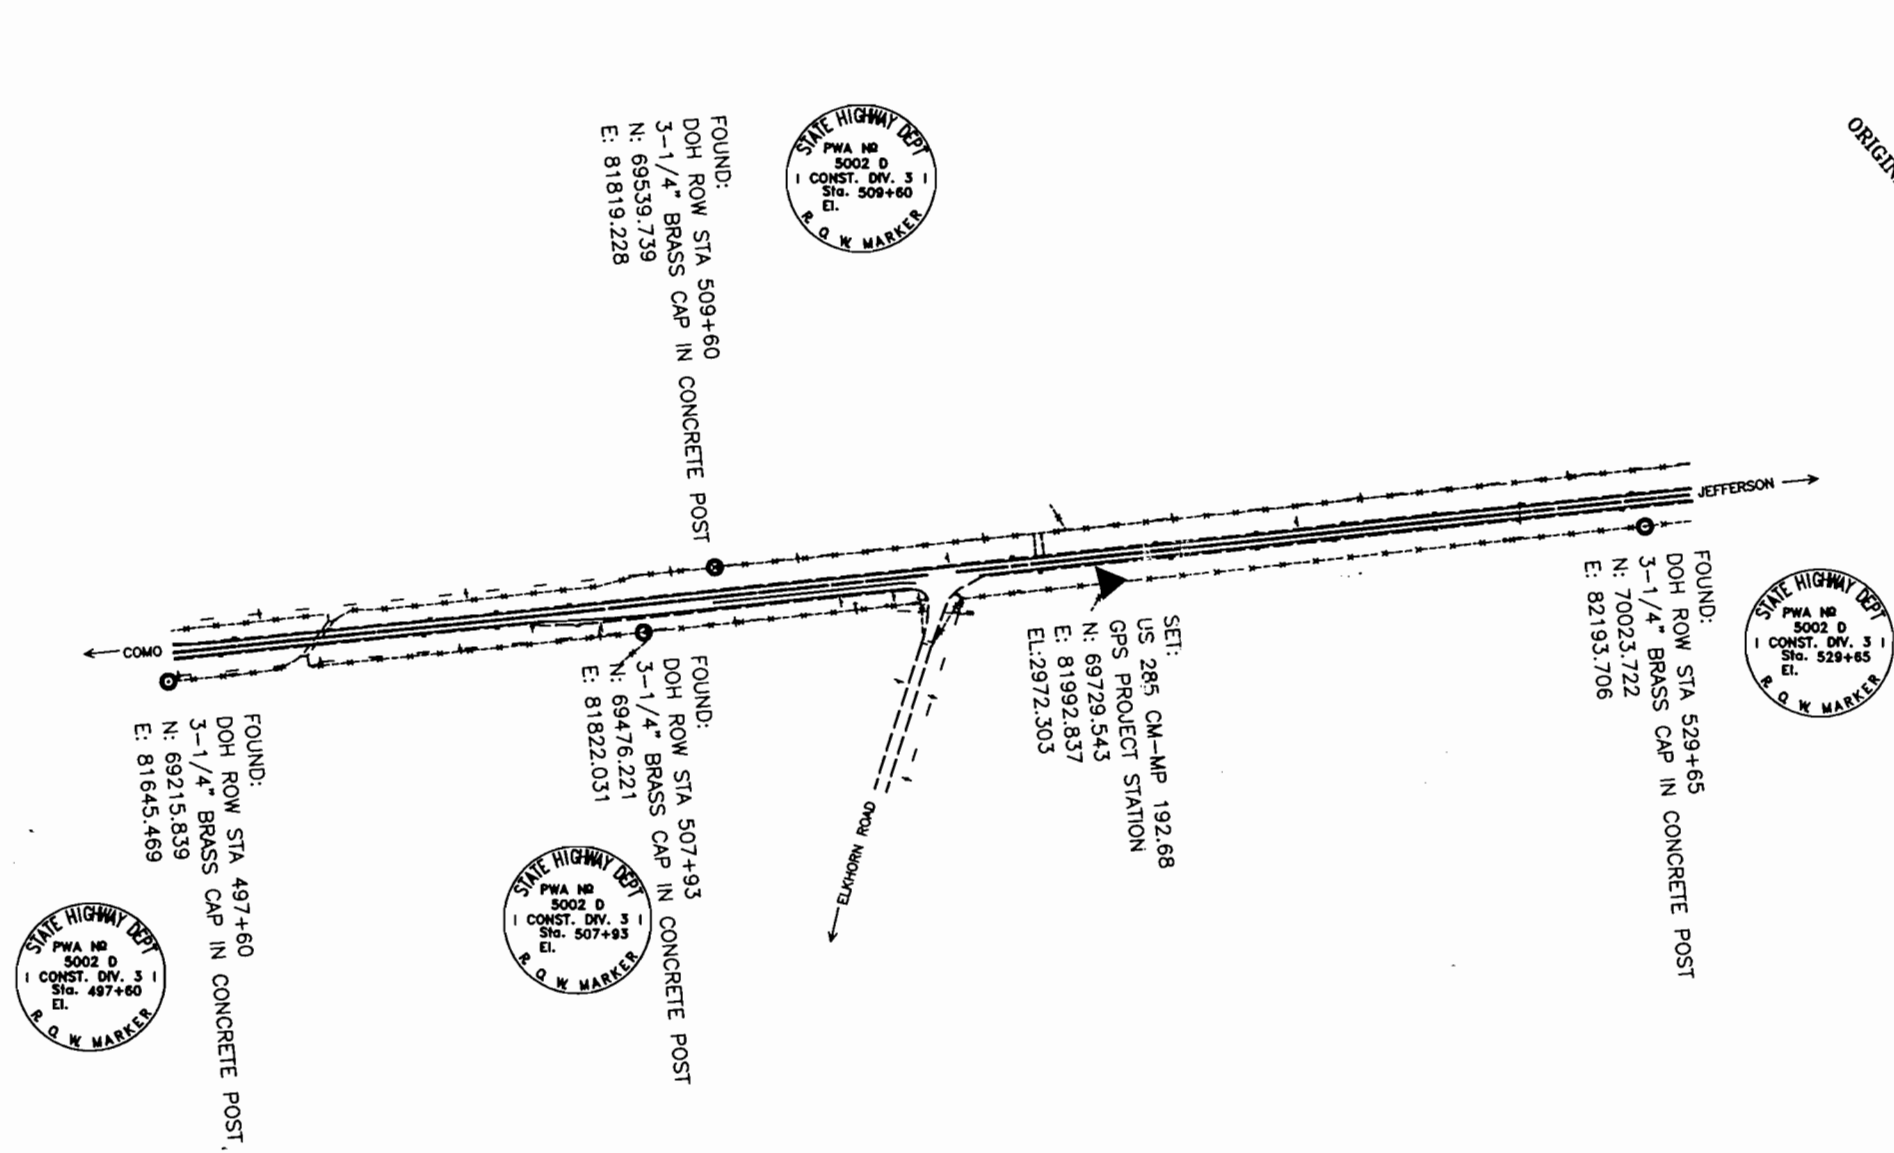 ORIGIN
STATE HIGHWAY DEPT
PWA NO
5002 D
CONST. DIV. 3
Sta. 509+60
El.
R. O. W. MARKER
FOUND:
DOH ROW STA 509+60
3-1/4" BRASS CAP IN CONCRETE POST
N: 69539.739
E: 81819.228
JEFFERSON
COMO
FOUND:
DOH ROW STA 497+60
3-1/4" BRASS CAP IN CONCRETE POST
N: 69215.839
E: 81645.469
STATE HIGHWAY DEPT
PWA NO
5002 D
CONST. DIV. 3
Sta. 497+60
El.
R. O. W. MARKER
FOUND:
DOH ROW STA 507+93
3-1/4" BRASS CAP IN CONCRETE POST
N: 69476.221
E: 81822.031
STATE HIGHWAY DEPT
PWA NO
5002 D
CONST. DIV. 3
Sta. 507+93
El.
R. O. W. MARKER
ELKHORN ROAD
SET:
US 285 CM-MP 192.68
GPS PROJECT STATION
N: 69729.543
E: 81992.837
EL:2972.303
FOUND:
DOH ROW STA 529+65
3-1/4" BRASS CAP IN CONCRETE POST
N: 70023.722
E: 82193.706
STATE HIGHWAY DEPT
PWA NO
5002 D
CONST. DIV. 3
Sta. 529+65
El.
R. O. W. MARKER